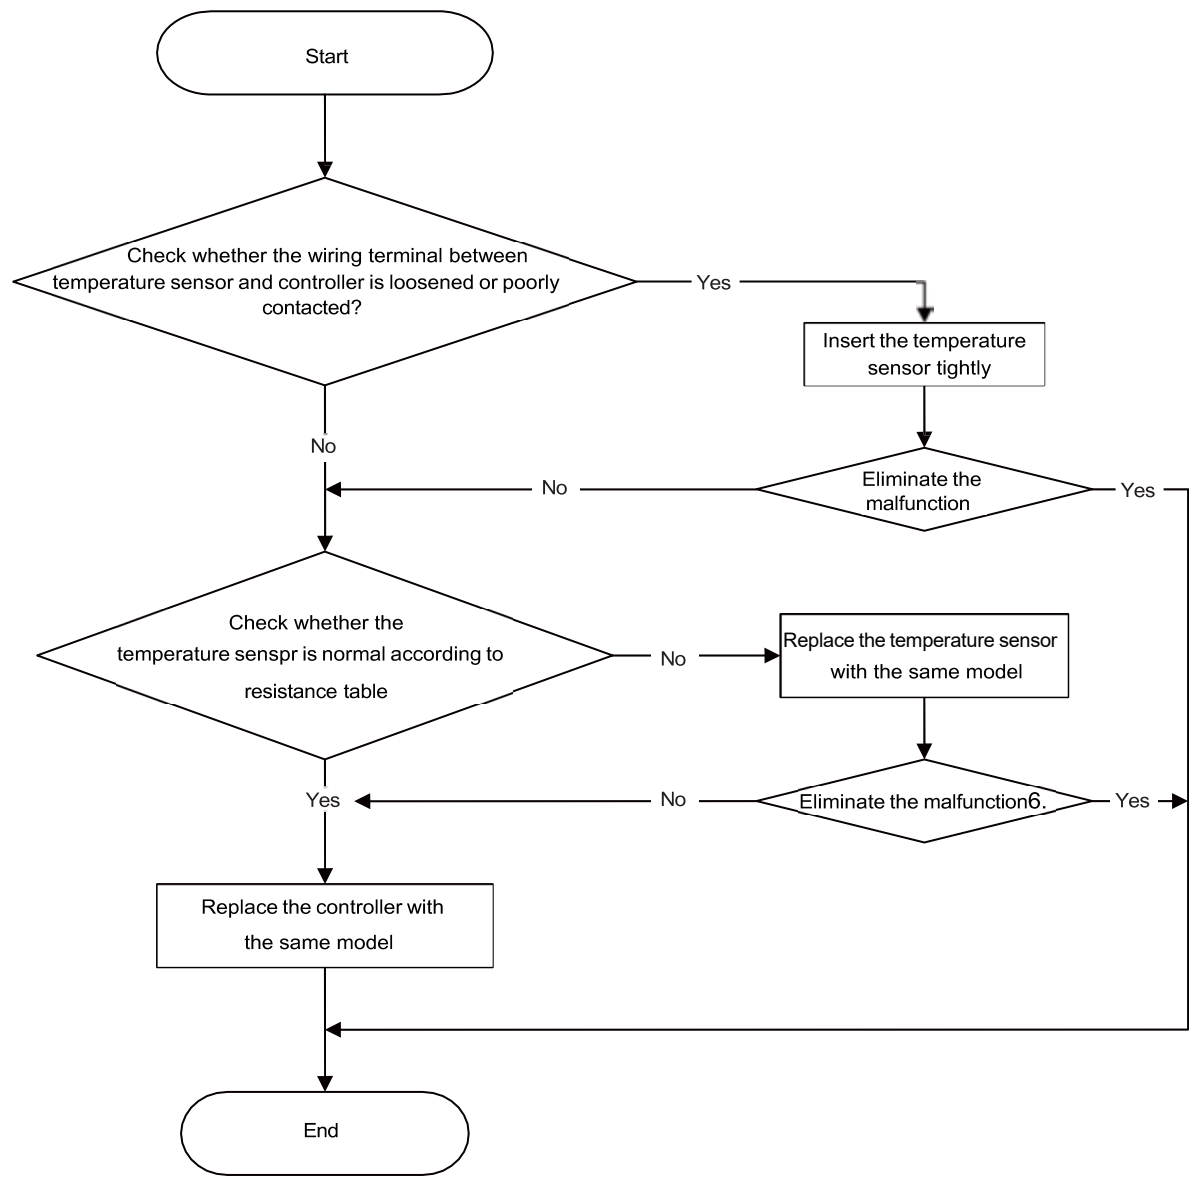 Start
Check whether the wiring terminal between
temperature sensor and controller is loosened or poorly
contacted?
Yes
Insert the temperature
sensor tightly
No
Eliminate the
malfunction
No
Yes
Check whether the
temperature senspr is normal according to
resistance table
No
Replace the temperature sensor
with the same model
Yes
No
Eliminate the malfunction6.
Yes
Replace the controller with
the same model
End